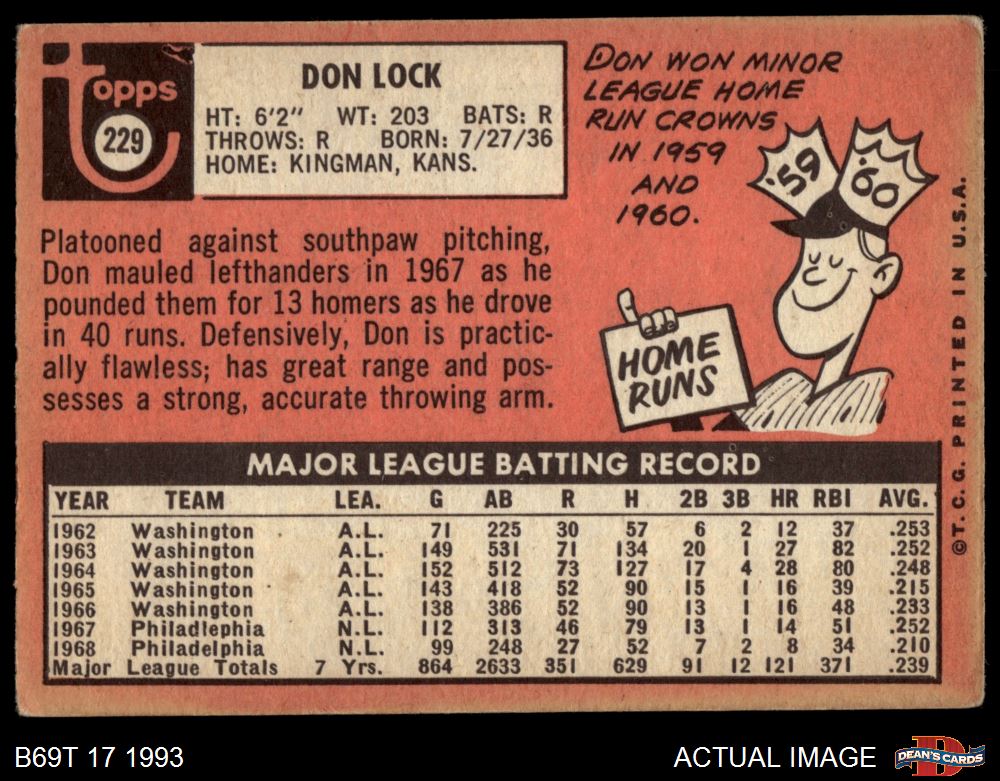 topps
229
DON LOCK
HT: 6'2" WT: 203 BATS: R
THROWS: R BORN: 7/27/36
HOME: KINGMAN, KANS.
DON WON MINOR
LEAGUE HOME
RUN CROWNS
IN 1959
AND
1960.
'59 '60
HOME
RUNS
Platooned against southpaw pitching,
Don mauled lefthanders in 1967 as he
pounded them for 13 homers as he drove
in 40 runs. Defensively, Don is practic-
ally flawless; has great range and pos-
sesses a strong, accurate throwing arm.
MAJOR LEAGUE BATTING RECORD
YEAR TEAM LEA. G AB R H 2B 3B HR RBI AVG.
1962 Washington A.L. 71 225 30 57 6 2 12 37 .253
1963 Washington A.L. 149 531 71 134 20 1 27 82 .252
1964 Washington A.L. 152 512 73 127 17 4 28 80 .248
1965 Washington A.L. 143 418 52 90 15 1 16 39 .215
1966 Washington A.L. 138 386 52 90 13 1 16 48 .233
1967 Philadlephia N.L. 112 313 46 79 13 1 14 51 .252
1968 Philadelphia N.L. 99 248 27 52 7 2 8 34 .210
Major League Totals 7 Yrs. 864 2633 351 629 91 12 121 371 .239
©T.C.G. PRINTED IN U.S.A.
B69T 17 1993
ACTUAL IMAGE
D
DEAN'S CARDS